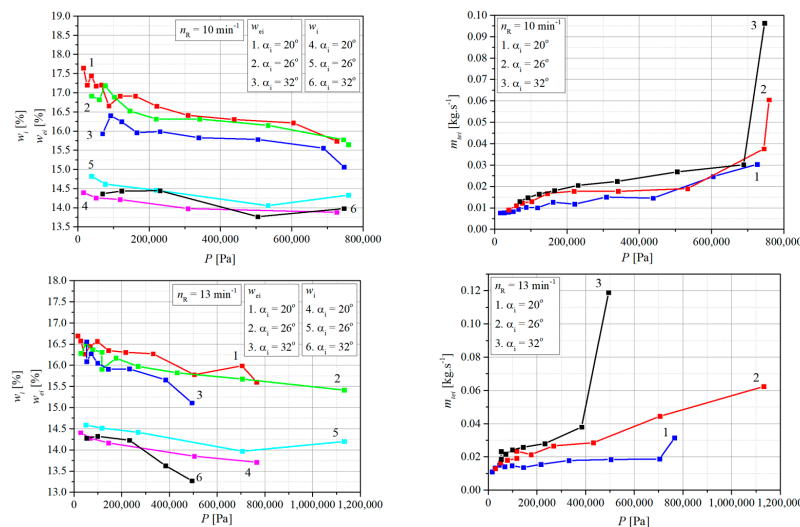 19.0
18.5
18.0
17.5
17.0
16.5
16.0
15.5
15.0
14.5
14.0
13.5
w_i [%]
w_ei [%]
n_R = 10 min⁻¹
w_ei
1. α_i = 20°
2. α_i = 26°
3. α_i = 32°
w_i
4. α_i = 20°
5. α_i = 26°
6. α_i = 32°
1
2
3
5
4
6
0 200,000 400,000 600,000 800,000
P [Pa]
0.10
0.09
0.08
0.07
0.06
0.05
0.04
0.03
0.02
0.01
0.00
m_tei [kg.s⁻¹]
n_R = 10 min⁻¹
1. α_i = 20°
2. α_i = 26°
3. α_i = 32°
3
2
1
0 200,000 400,000 600,000 800,000
P [Pa]
18.0
17.5
17.0
16.5
16.0
15.5
15.0
14.5
14.0
13.5
13.0
w_i [%]
w_ei [%]
n_R = 13 min⁻¹
w_ei
1. α_i = 20°
2. α_i = 26°
3. α_i = 32°
w_i
4. α_i = 20°
5. α_i = 26°
6. α_i = 32°
1
2
3
5
4
6
0 200,000 400,000 600,000 800,000 1,000,000 1,200,000
P [Pa]
0.12
0.10
0.08
0.06
0.04
0.02
0.00
m_tei [kg.s⁻¹]
n_R = 13 min⁻¹
1. α_i = 20°
2. α_i = 26°
3. α_i = 32°
3
2
1
0 200,000 400,000 600,000 800,000 1,000,000 1,200,000
P [Pa]